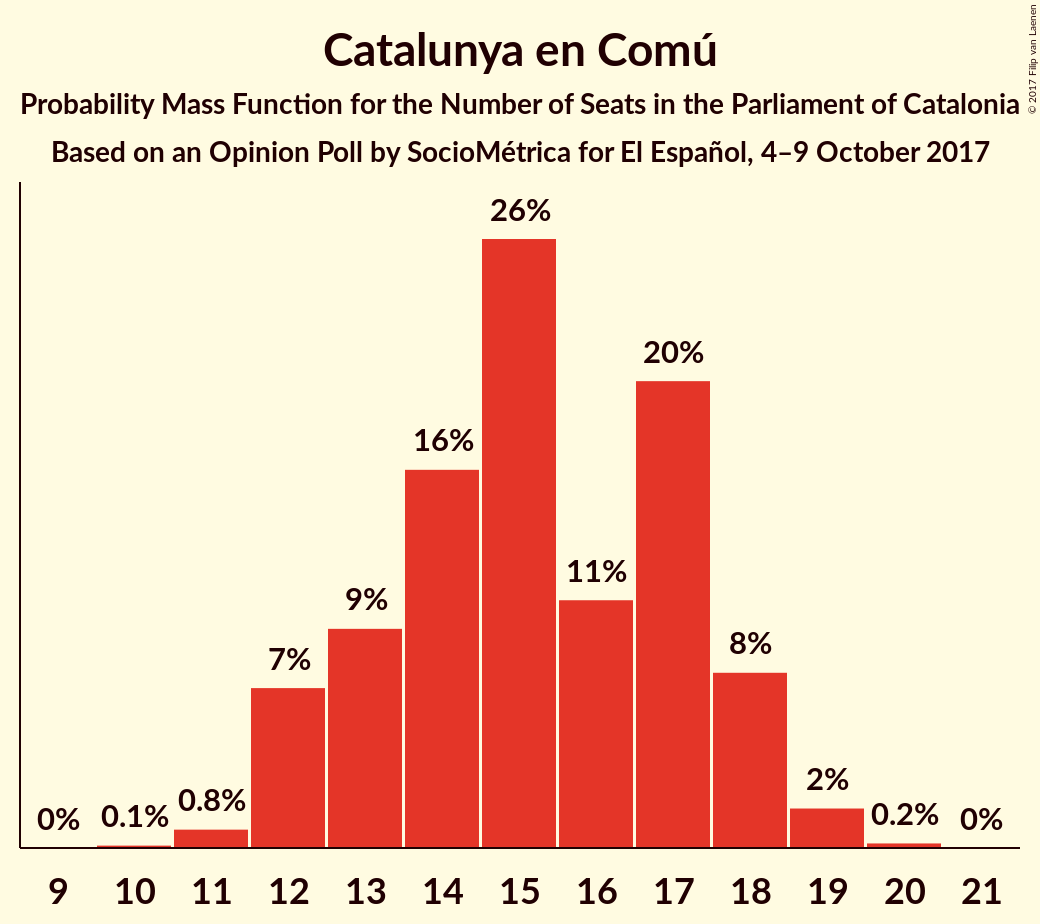 Catalunya en Comú
Probability Mass Function for the Number of Seats in the Parliament of Catalonia
Based on an Opinion Poll by SocioMétrica for El Español, 4–9 October 2017
© 2017 Filip van Laenen
26%
20%
16%
11%
9%
8%
7%
2%
0.8%
0.2%
0.1%
0%
0%
9 10 11 12 13 14 15 16 17 18 19 20 21